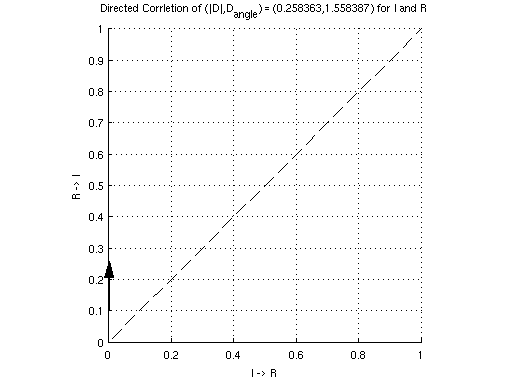 Directed Corrletion of (|D|,D_angle) = (0.258363,1.558387) for I and R
1
0.9
0.8
0.7
0.6
0.5
0.4
0.3
0.2
0.1
0
R -> I
0 0.2 0.4 0.6 0.8 1
I -> R